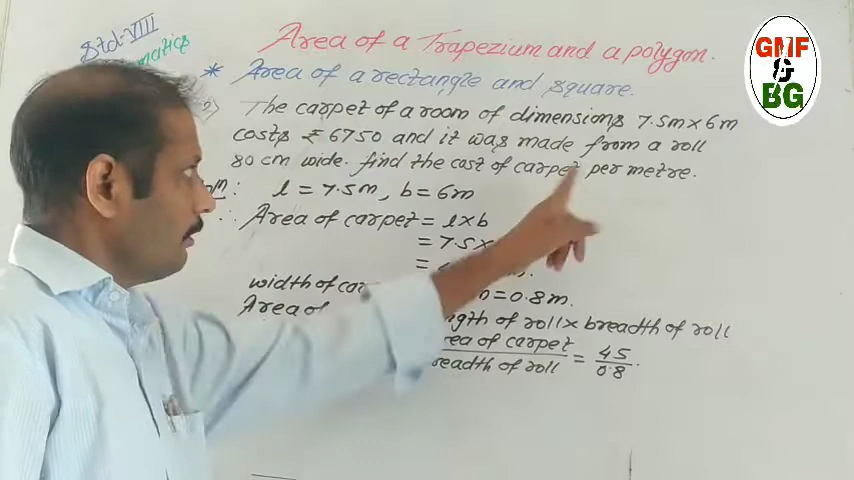 Std-VIII
Area of a Trapezium and a polygon.
* Area of a rectangle and square.
2) The carpet of a room of dimensions 7.5m × 6m
costs ₹ 6750 and it was made from a roll
80 cm wide. find the cost of carpet per metre.
l = 7.5m, b = 6m
∴ Area of carpet = l×b
= 7.5×
=
width of = 0.8m.
Area of
roll × breadth of roll
of carpet = 45
of roll 0.8
GMF
&
BG